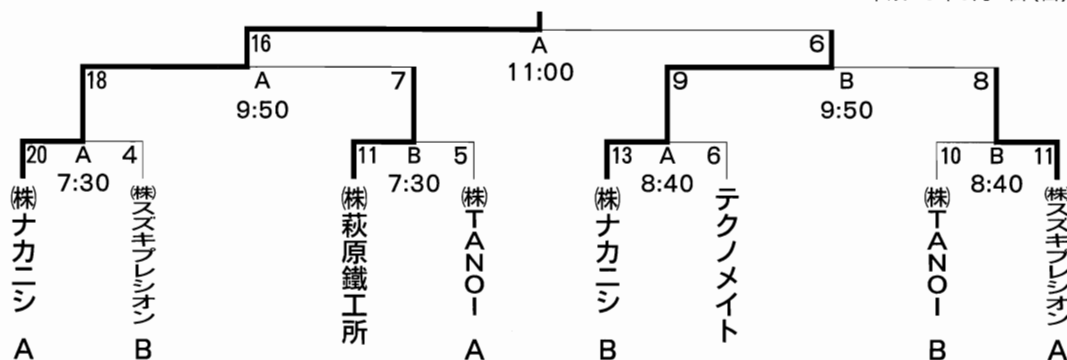 16 A 6
11:00
18 A 7 9 B 8
9:50 9:50
20 A 4 11 B 5 13 A 6 10 B 11
7:30 7:30 8:40 8:40
㈱ナカニシ A
㈱スズキプレシオン B
㈱萩原鐵工所
㈱TANOI A
㈱ナカニシ B
テクノメイト
㈱TANOI B
㈱スズキプレシオン A